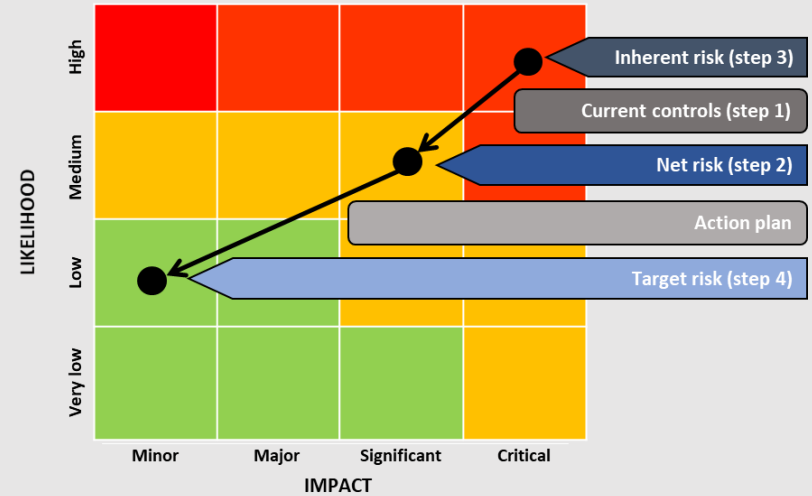 LIKELIHOOD
High
Medium
Low
Very low
Inherent risk (step 3)
Current controls (step 1)
Net risk (step 2)
Action plan
Target risk (step 4)
Minor
Major
Significant
Critical
IMPACT